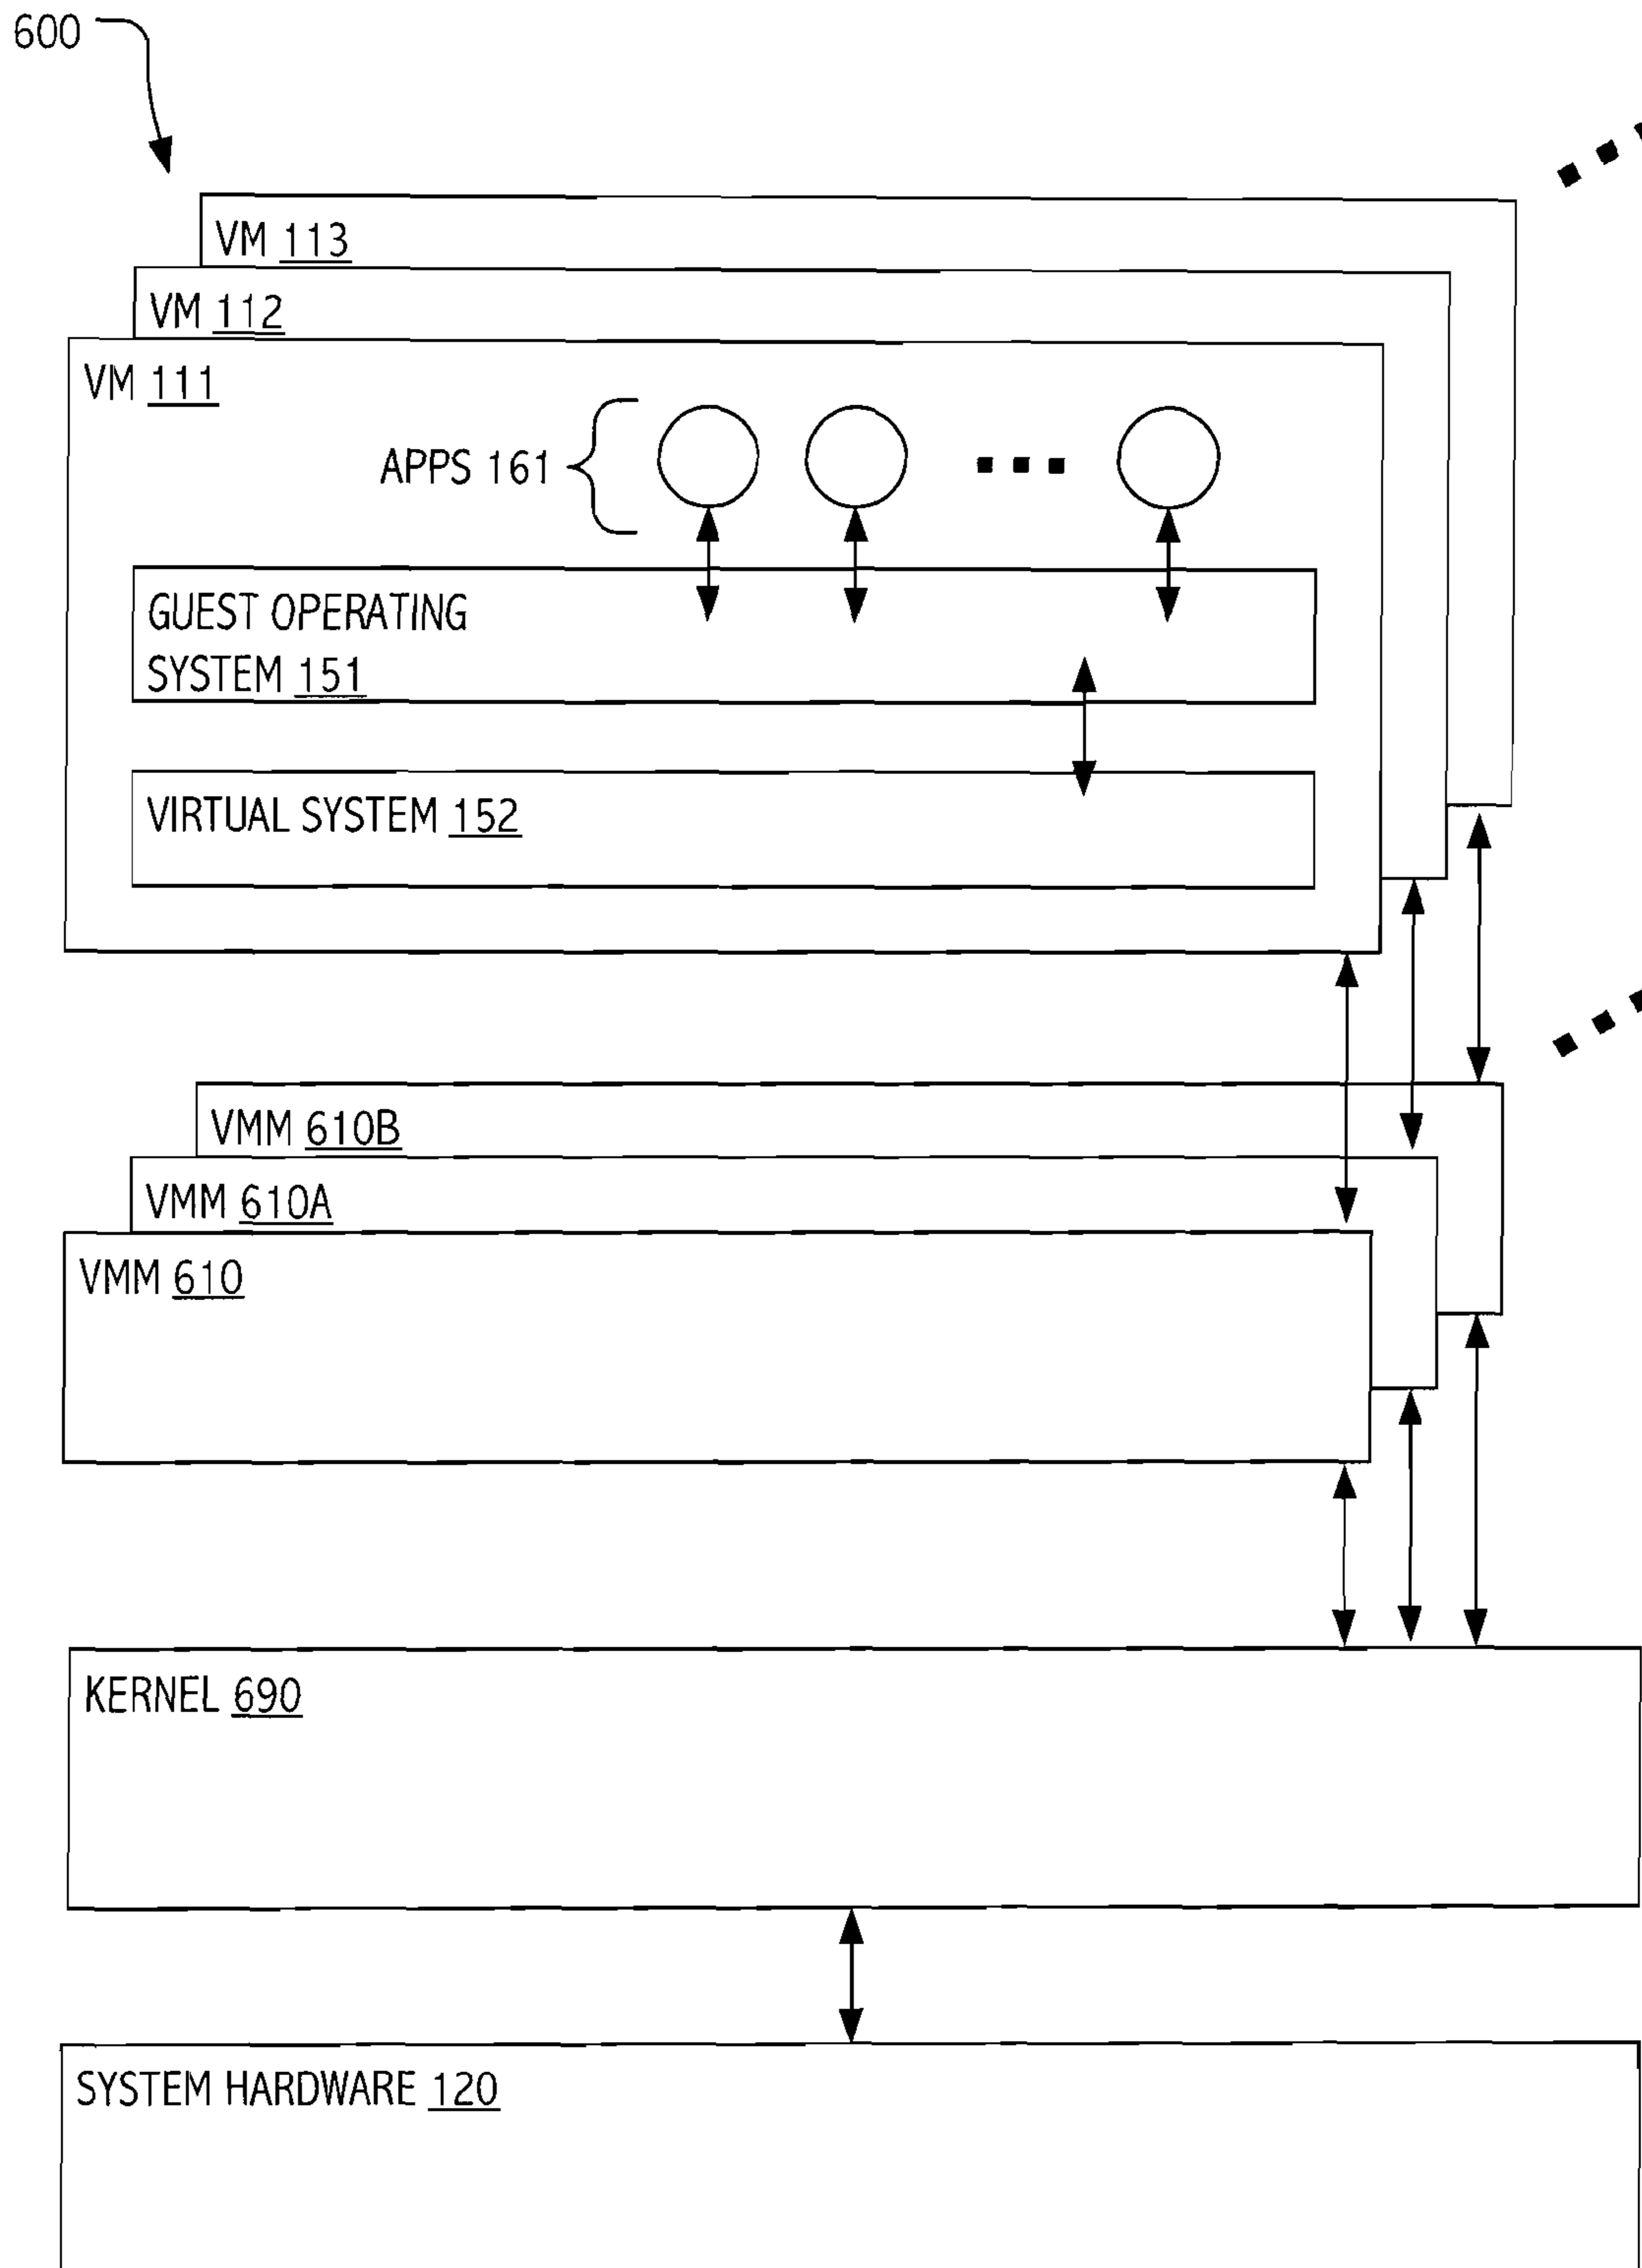 600
VM 113
VM 112
VM 111
APPS 161
GUEST OPERATING
SYSTEM 151
VIRTUAL SYSTEM 152
VMM 610B
VMM 610A
VMM 610
KERNEL 690
SYSTEM HARDWARE 120